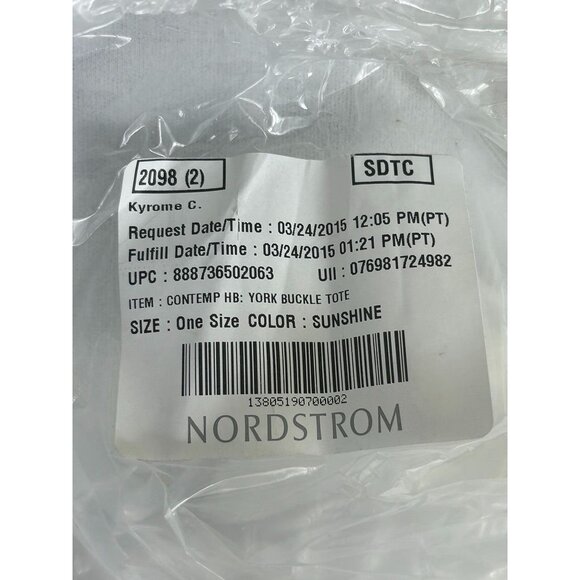 2098 (2) SDTC
Kyrome C.
Request Date/Time : 03/24/2015 12:05 PM(PT)
Fulfill Date/Time : 03/24/2015 01:21 PM(PT)
UPC : 888736502063 UII : 076981724982
ITEM : CONTEMP HB: YORK BUCKLE TOTE
SIZE : One Size COLOR : SUNSHINE
13805190700002
NORDSTROM